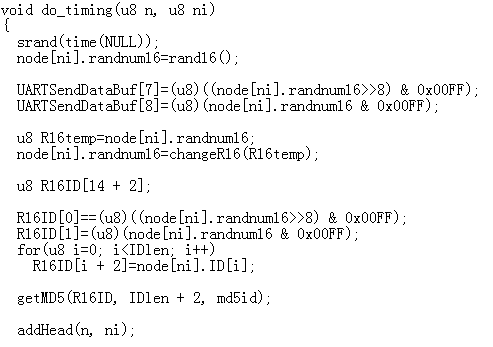 void do_timing(u8 n, u8 ni)
{
srand(time(NULL));
node[ni].randnum16=rand16();
UARTSendDataBuf[7]=(u8)((node[ni].randnum16>>8) & 0x00FF);
UARTSendDataBuf[8]=(u8)(node[ni].randnum16 & 0x00FF);
u8 R16temp=node[ni].randnum16;
node[ni].randnum16=changeR16(R16temp);
u8 R16ID[14 + 2];
R16ID[0]==(u8)((node[ni].randnum16>>8) & 0x00FF);
R16ID[1]=(u8)(node[ni].randnum16 & 0x00FF);
for(u8 i=0; i<IDlen; i++)
R16ID[i + 2]=node[ni].ID[i];
getMD5(R16ID, IDlen + 2, md5id);
addHead(n, ni);